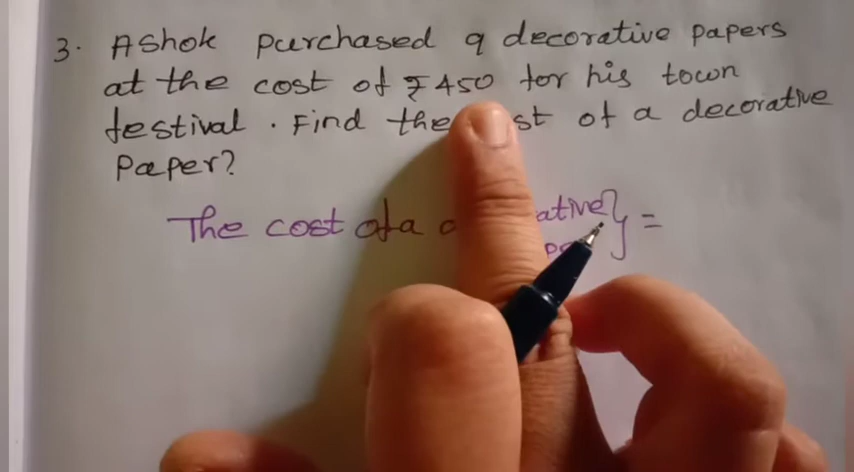 3. Ashok purchased 9 decorative papers
at the cost of ₹450 for his town
festival. Find the st of a decorative
Paper?
The cost of a ative} =